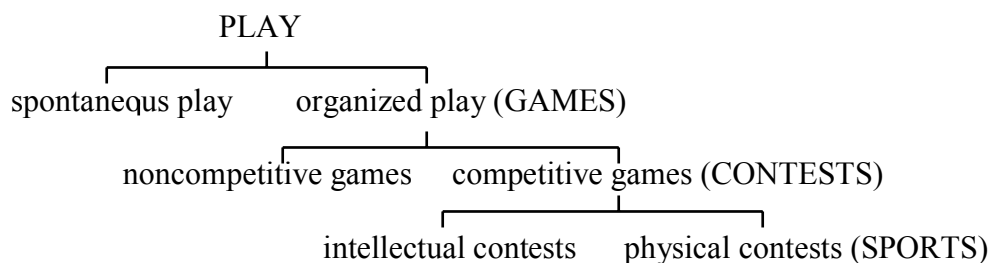 PLAY
spontaneous play organized play (GAMES)
noncompetitive games competitive games (CONTESTS)
intellectual contests physical contests (SPORTS)